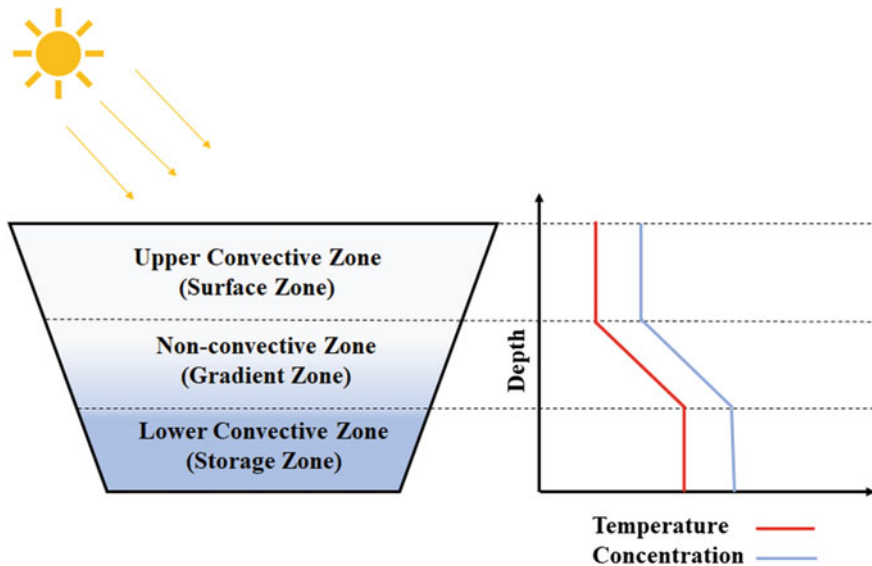 Upper Convective Zone
(Surface Zone)
Non-convective Zone
(Gradient Zone)
Lower Convective Zone
(Storage Zone)
Depth
Temperature
Concentration